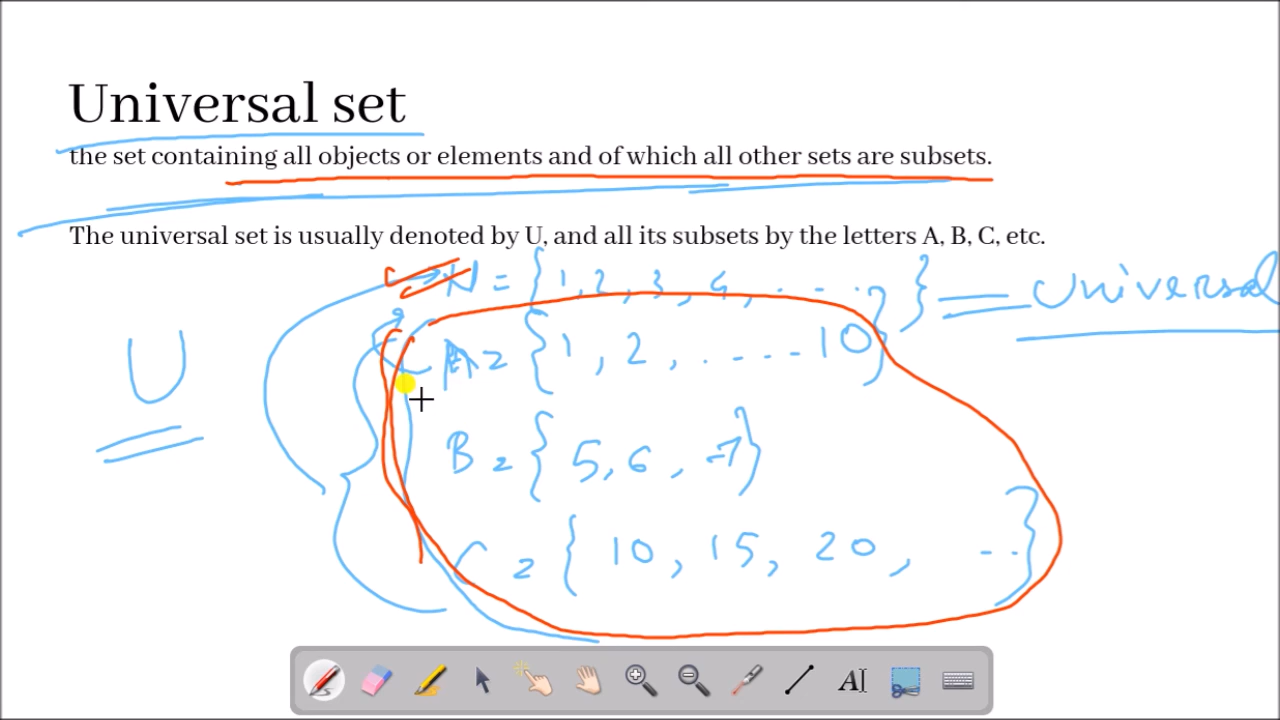 Universal set
the set containing all objects or elements and of which all other sets are subsets.
The universal set is usually denoted by U, and all its subsets by the letters A, B, C, etc.
N = {1, 2, 3, 4, .....} = Universal
U
A = {1, 2, .....10}
B = {5, 6, 7}
C = {10, 15, 20, ...}
AI